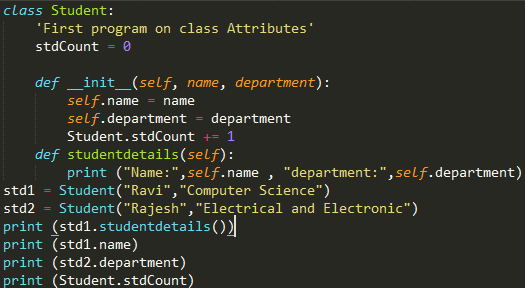 class Student:
    'First program on class Attributes'
    stdCount = 0

    def __init__(self, name, department):
        self.name = name
        self.department = department
        Student.stdCount += 1
    def studentdetails(self):
        print ("Name:",self.name , "department:",self.department)
std1 = Student("Ravi","Computer Science")
std2 = Student("Rajesh","Electrical and Electronic")
print (std1.studentdetails())
print (std1.name)
print (std2.department)
print (Student.stdCount)